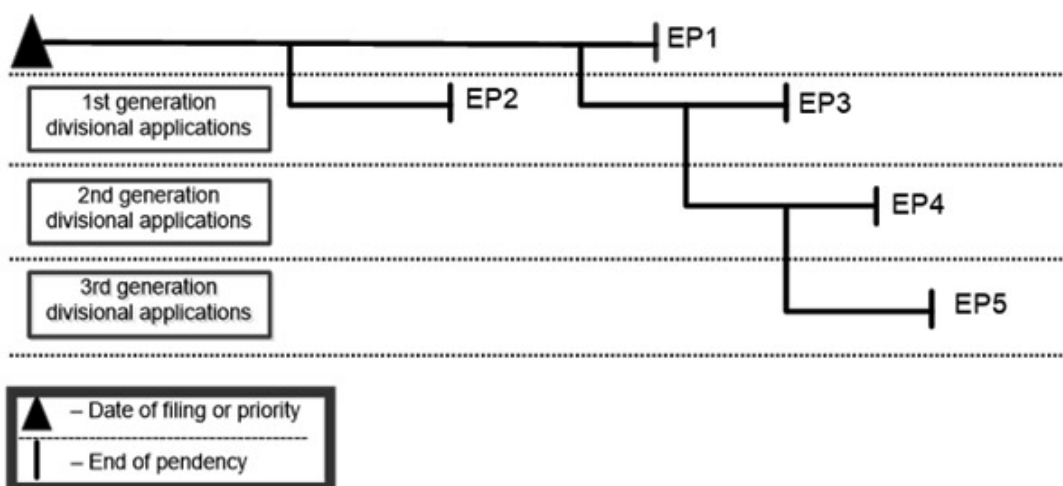 EP1
1st generation
divisional applications
EP2
EP3
2nd generation
divisional applications
EP4
3rd generation
divisional applications
EP5
– Date of filing or priority
– End of pendency